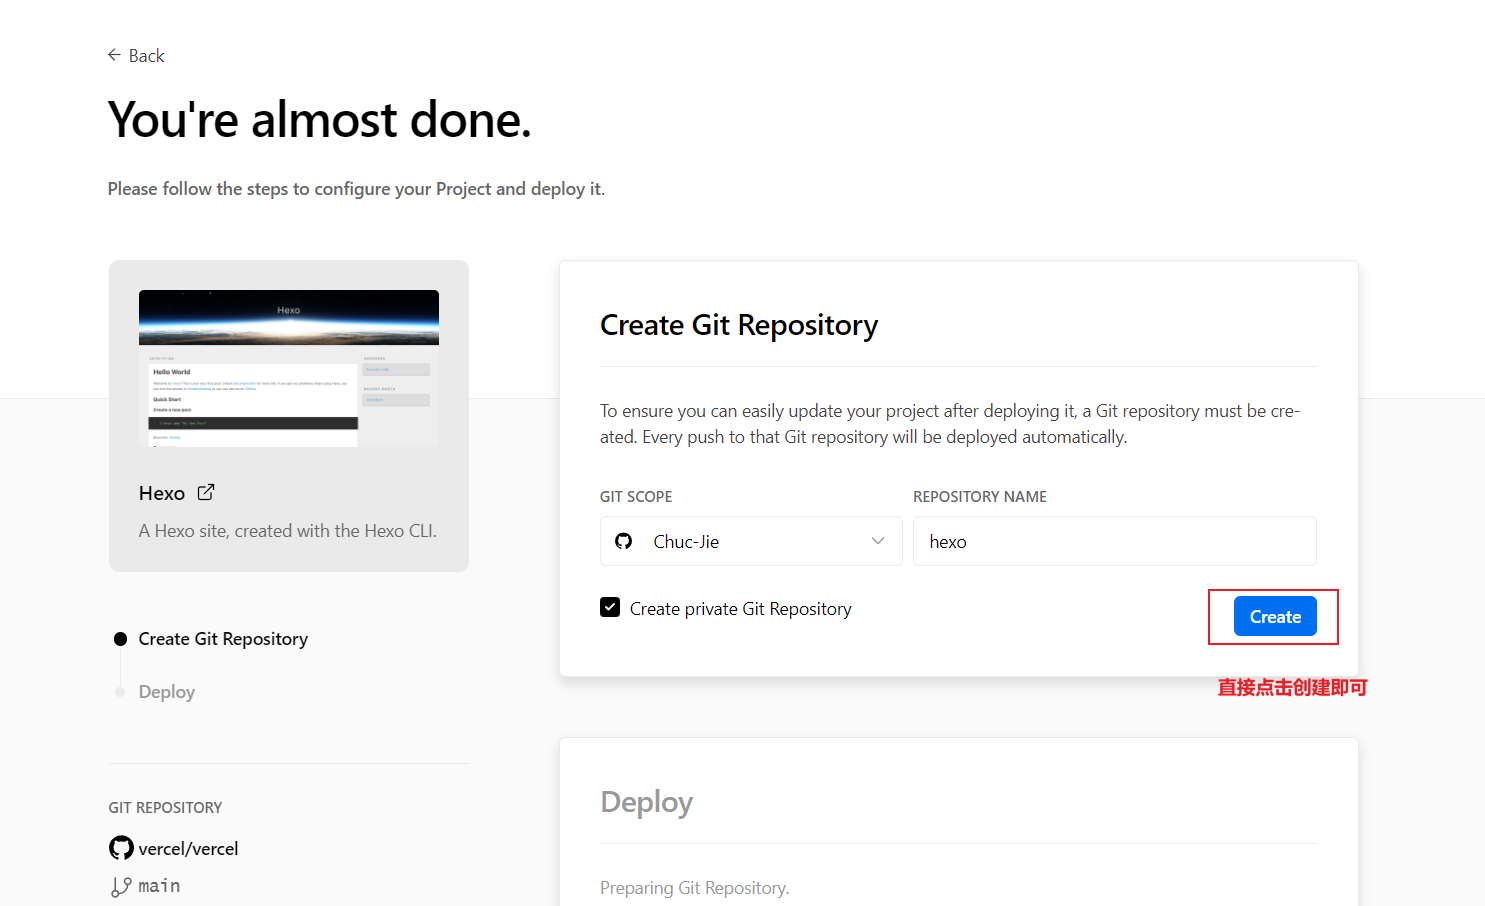 Back
You're almost done.
Please follow the steps to configure your Project and deploy it.
Hexo
Hello World
Quick Start
Create a new post
Hexo
A Hexo site, created with the Hexo CLI.
Create Git Repository
Deploy
GIT REPOSITORY
vercel/vercel
main
Create Git Repository
To ensure you can easily update your project after deploying it, a Git repository must be cre-
ated. Every push to that Git repository will be deployed automatically.
GIT SCOPE
REPOSITORY NAME
Chuc-Jie
hexo
Create private Git Repository
Create
直接点击创建即可
Deploy
Preparing Git Repository.